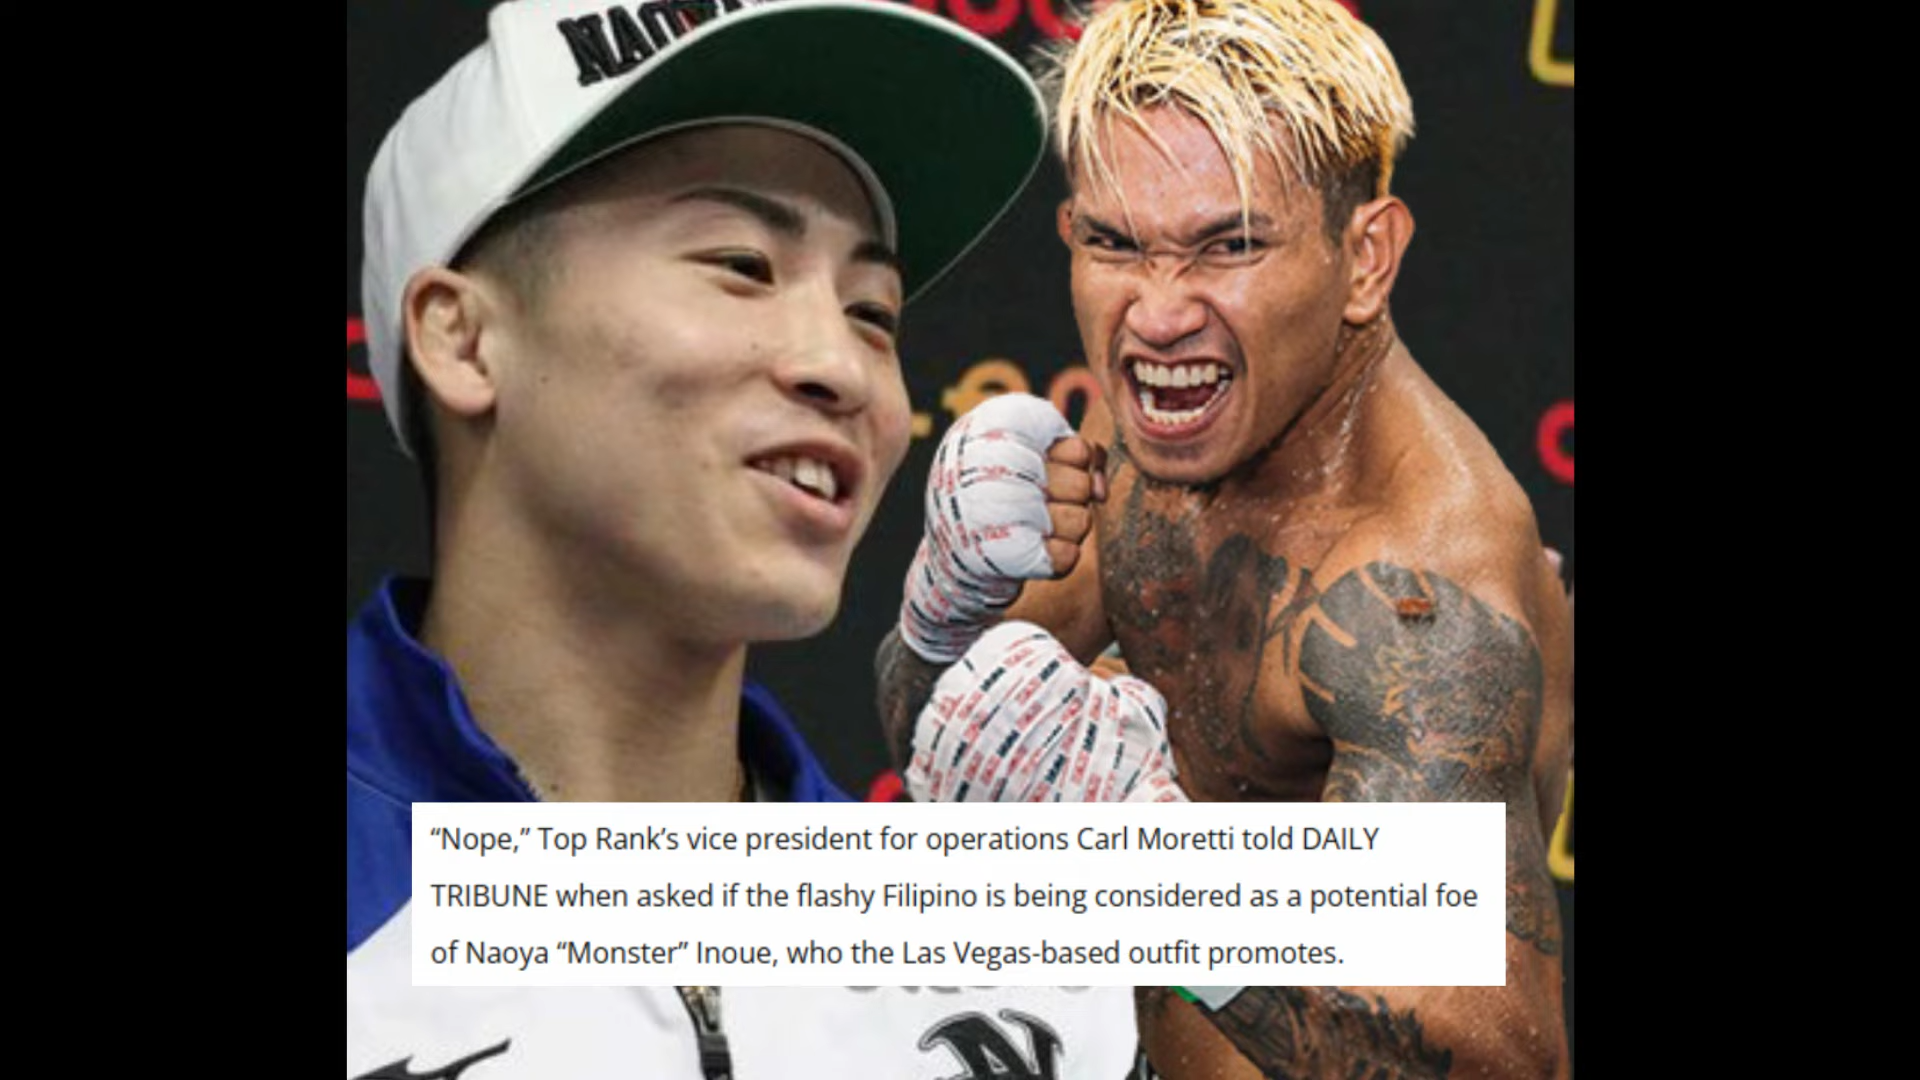 “Nope,” Top Rank’s vice president for operations Carl Moretti told DAILY
TRIBUNE when asked if the flashy Filipino is being considered as a potential foe
of Naoya “Monster” Inoue, who the Las Vegas-based outfit promotes.